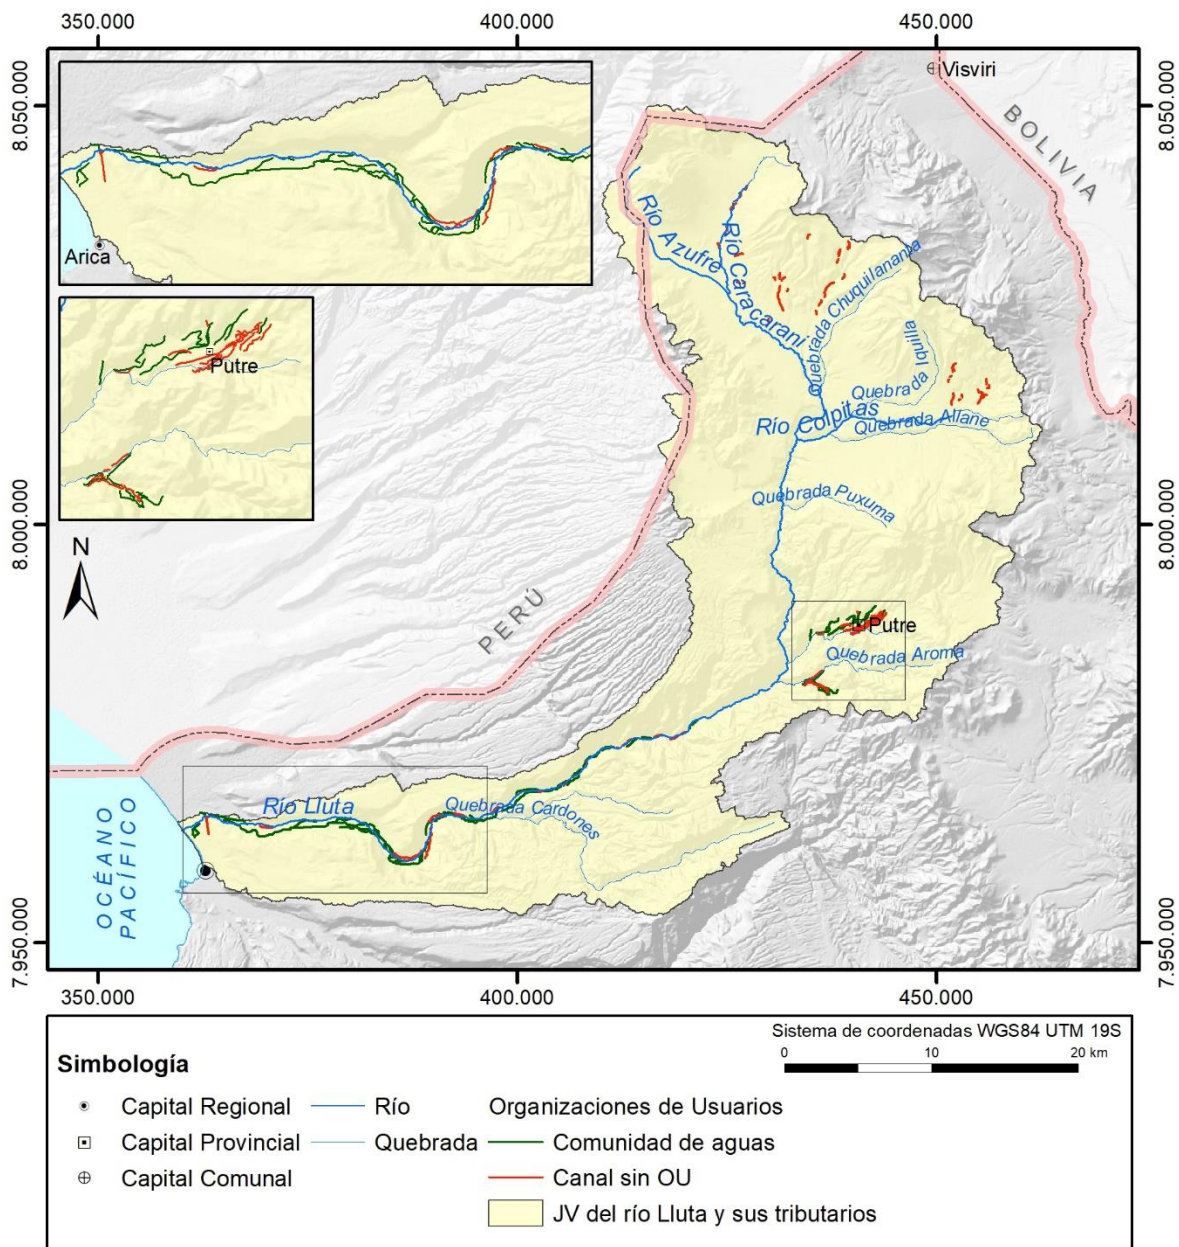 350.000
400.000
450.000
8.050.000
8.050.000
Visviri
BOLIVIA
Arica
Río Azufre
Río Caracarani
Quebrada Chuquilananta
Putre
Quebrada Iquilla
Río Colpitas
Quebrada Allane
Quebrada Puxuma
8.000.000
8.000.000
N
PERÚ
Putre
Quebrada Aroma
Río Lluta
Quebrada Cardones
OCÉANO
PACÍFICO
7.950.000
7.950.000
350.000
400.000
450.000
Sistema de coordenadas WGS84 UTM 19S
0 10 20 km
Simbología
Capital Regional
Río
Organizaciones de Usuarios
Capital Provincial
Quebrada
Comunidad de aguas
Capital Comunal
Canal sin OU
JV del río Lluta y sus tributarios